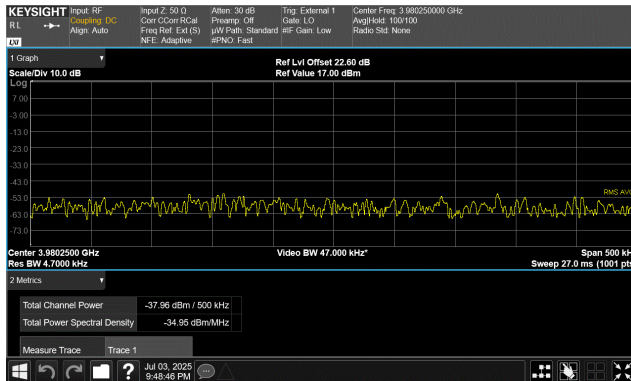 KEYSIGHT Input: RF Input Z: 50 Ω Atten: 30 dB Trig: External 1 Center Freq: 3.980250000 GHz
RL Coupling: DC Corr CCorr RCal Preamp: Off Gate: LO Avg|Hold: 100/100
Align: Auto Freq Ref: Ext (S) µW Path: Standard #IF Gain: Low Radio Std: None
LXI NFE: Adaptive #PNO: Fast
1 Graph Ref Lvl Offset 22.60 dB
Scale/Div 10.0 dB Ref Value 17.00 dBm
Log
7.00
-3.00
-13.0
-23.0
-33.0
-43.0
RMS AVG
-53.0
-63.0
-73.0
Center 3.9802500 GHz Video BW 47.000 kHz* Span 500 kH
Res BW 4.7000 kHz Sweep 27.0 ms (1001 pts
2 Metrics
Total Channel Power -37.96 dBm / 500 kHz
Total Power Spectral Density -34.95 dBm/MHz
Measure Trace Trace 1
? Jul 03, 2025
9:48:46 PM